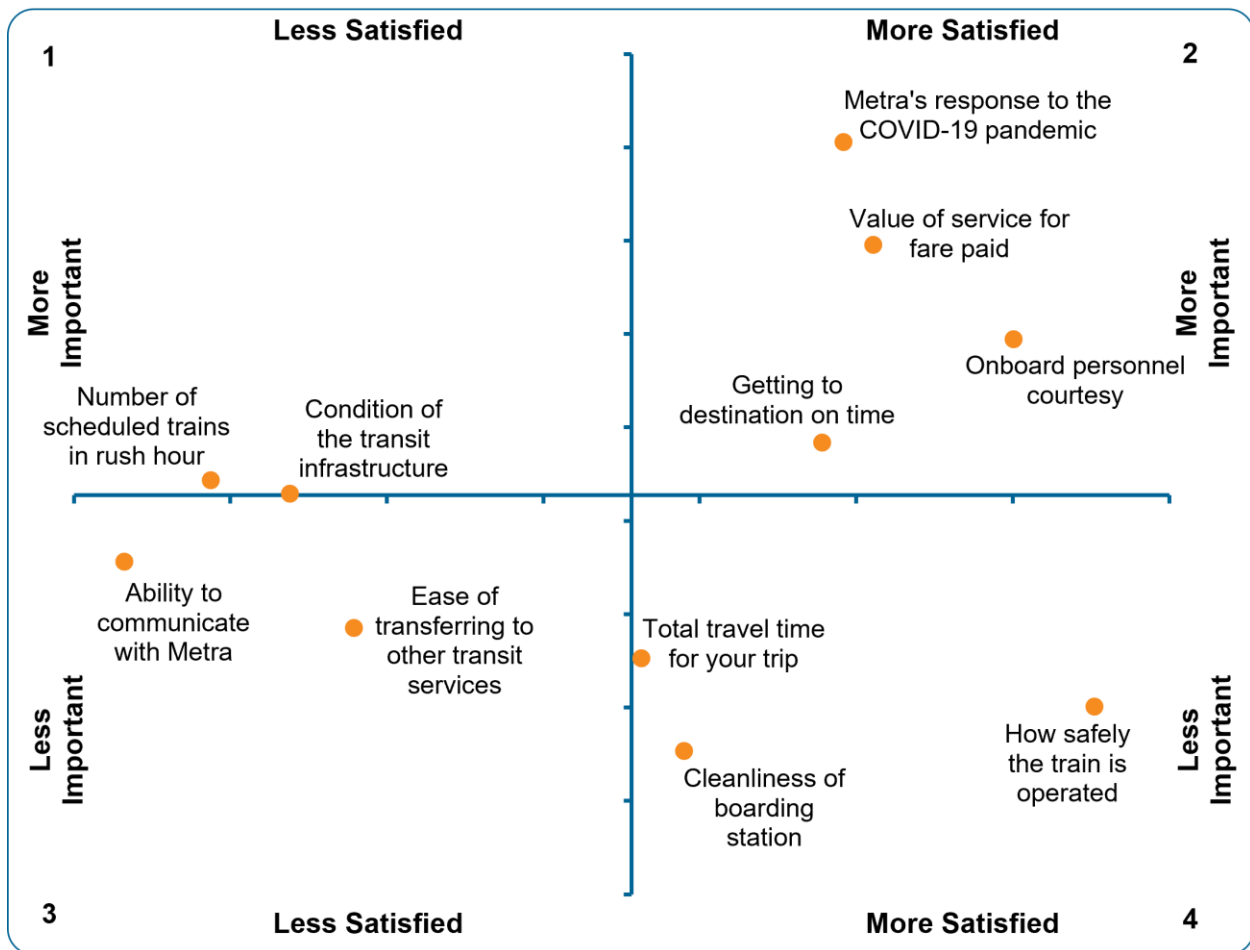 Less Satisfied
More Satisfied
1
2
Metra's response to the
COVID-19 pandemic
Value of service for
fare paid
More
Important
More
Important
Onboard personnel
courtesy
Getting to
destination on time
Number of
scheduled trains
in rush hour
Condition of
the transit
infrastructure
Ability to
communicate
with Metra
Ease of
transferring to
other transit
services
Total travel time
for your trip
Less
Important
Less
Important
How safely
the train is
operated
Cleanliness of
boarding
station
3
Less Satisfied
More Satisfied
4